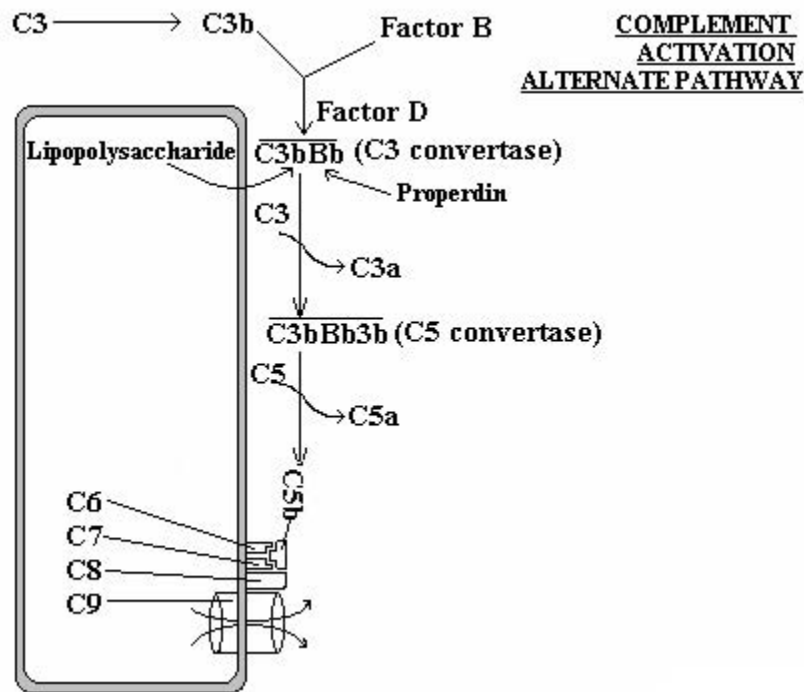 C3 C3b Factor B
COMPLEMENT
ACTIVATION
ALTERNATE PATHWAY
Factor D
Lipopolysaccharide C3bBb (C3 convertase)
Properdin
C3
C3a
C3bBb3b (C5 convertase)
C5
C5a
C5b
C6
C7
C8
C9